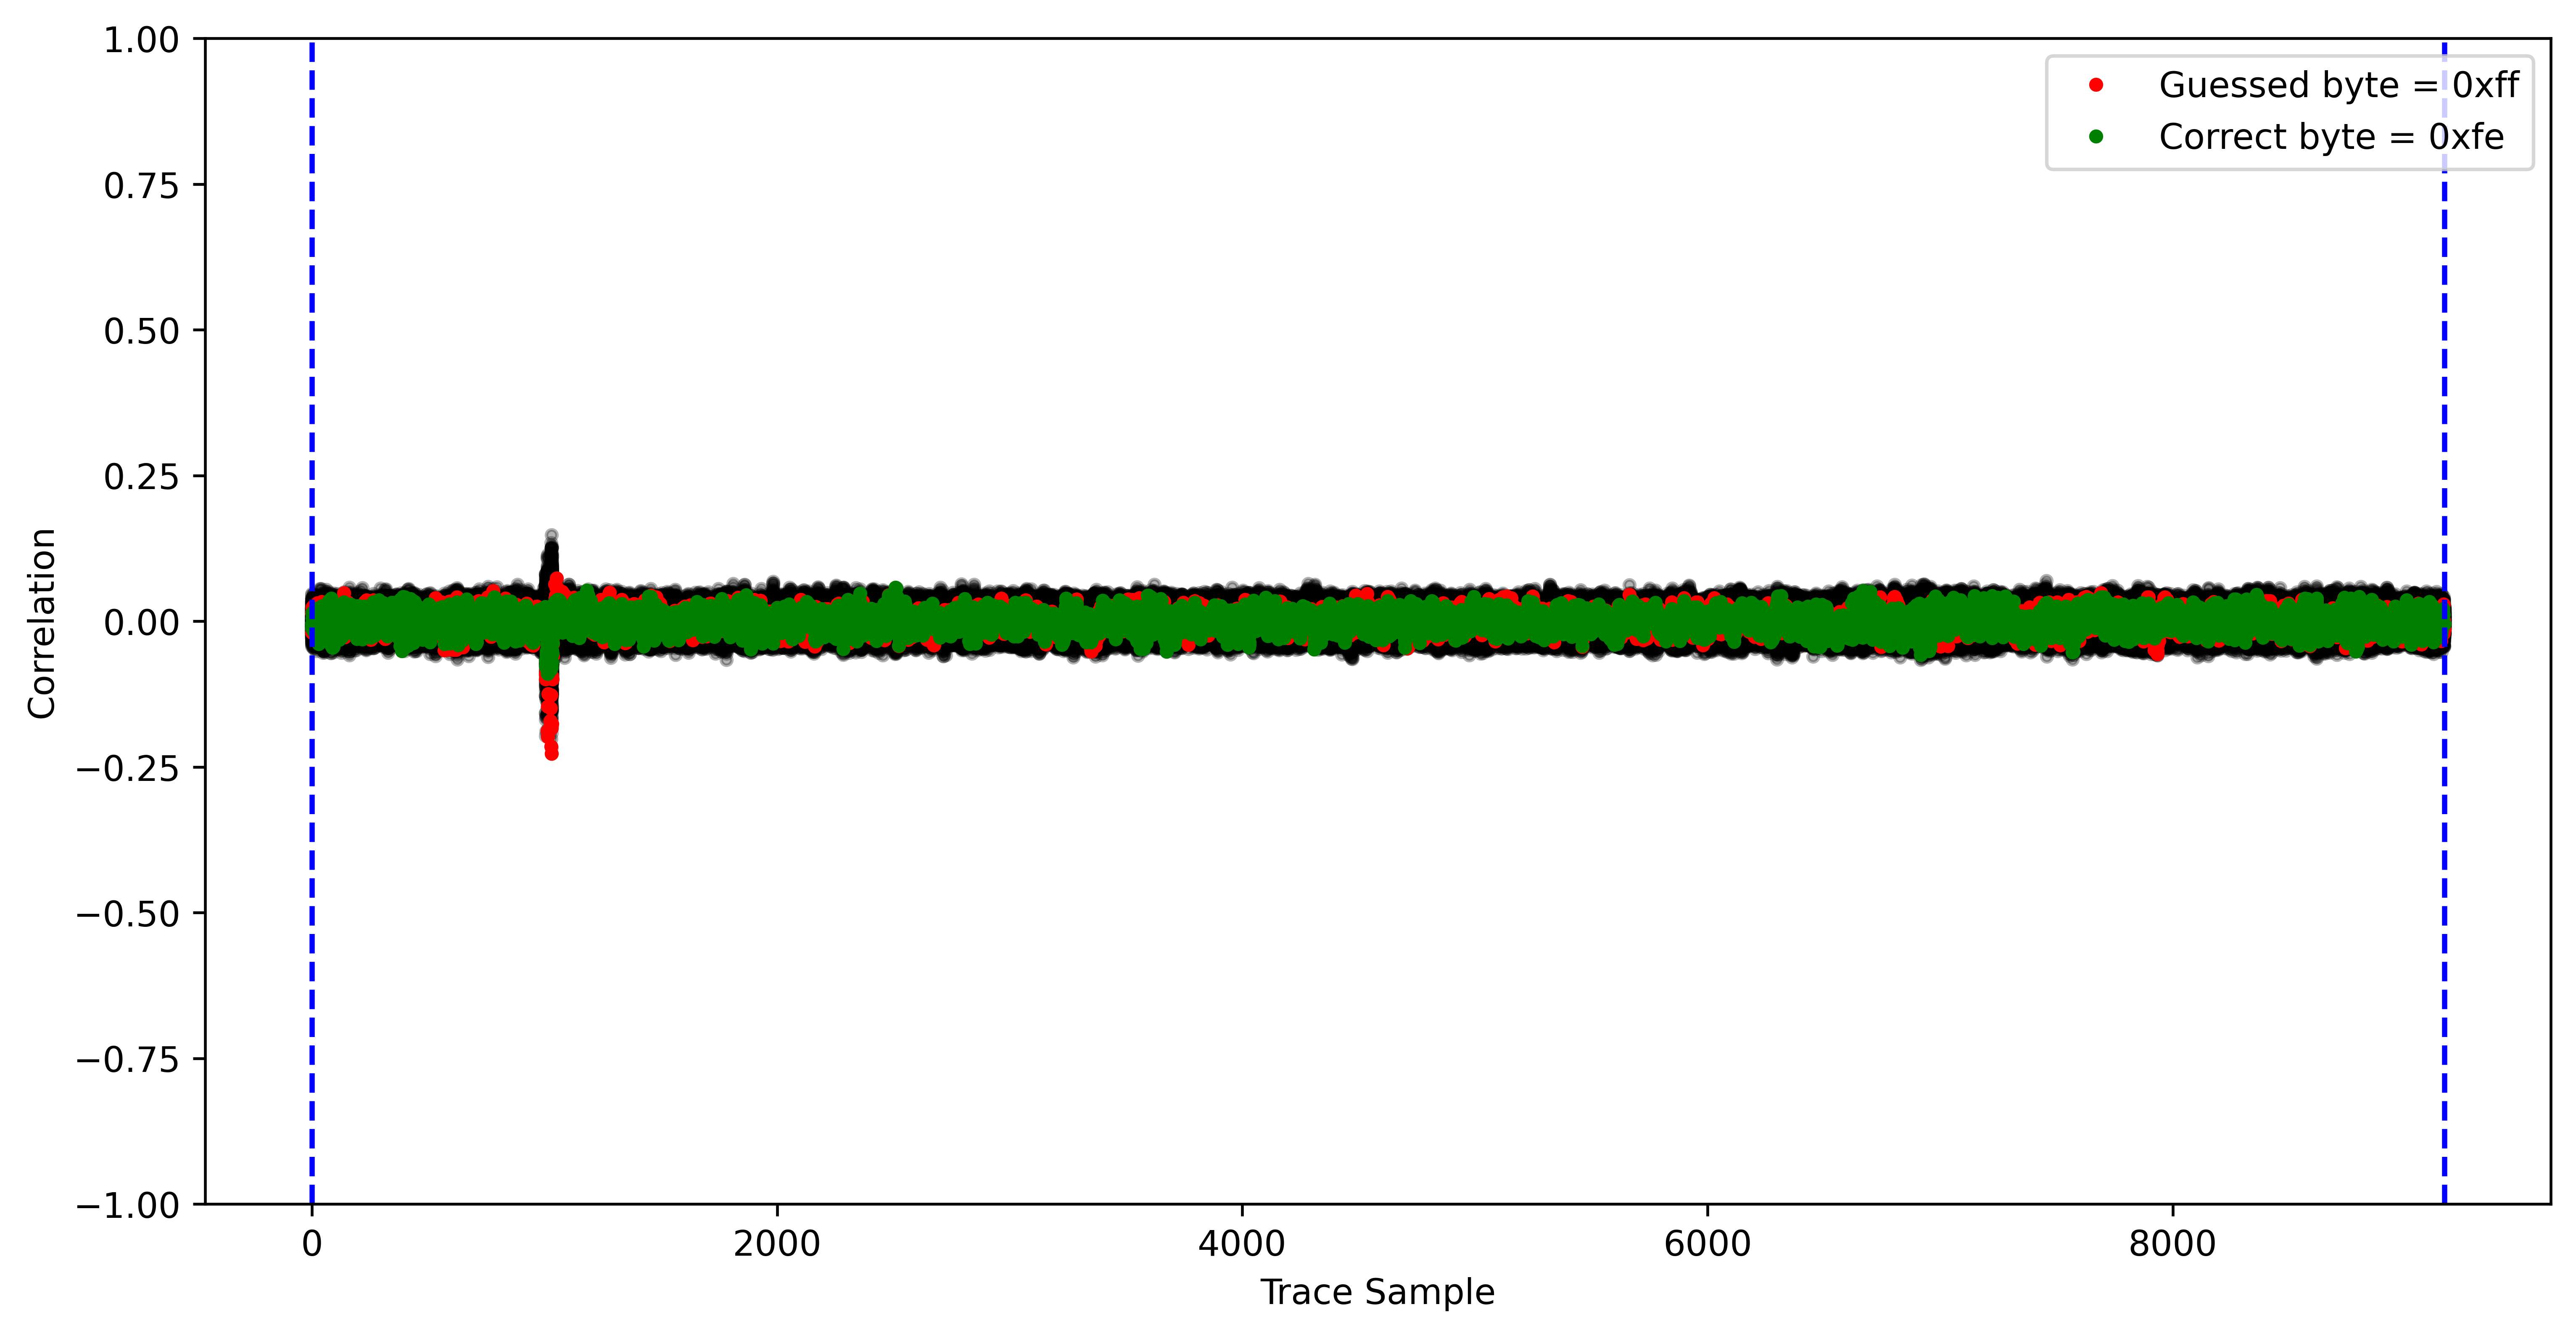 1.00
0.75
0.50
0.25
0.00
−0.25
−0.50
−0.75
−1.00
Correlation
Guessed byte = 0xff
Correct byte = 0xfe
0 2000 4000 6000 8000
Trace Sample